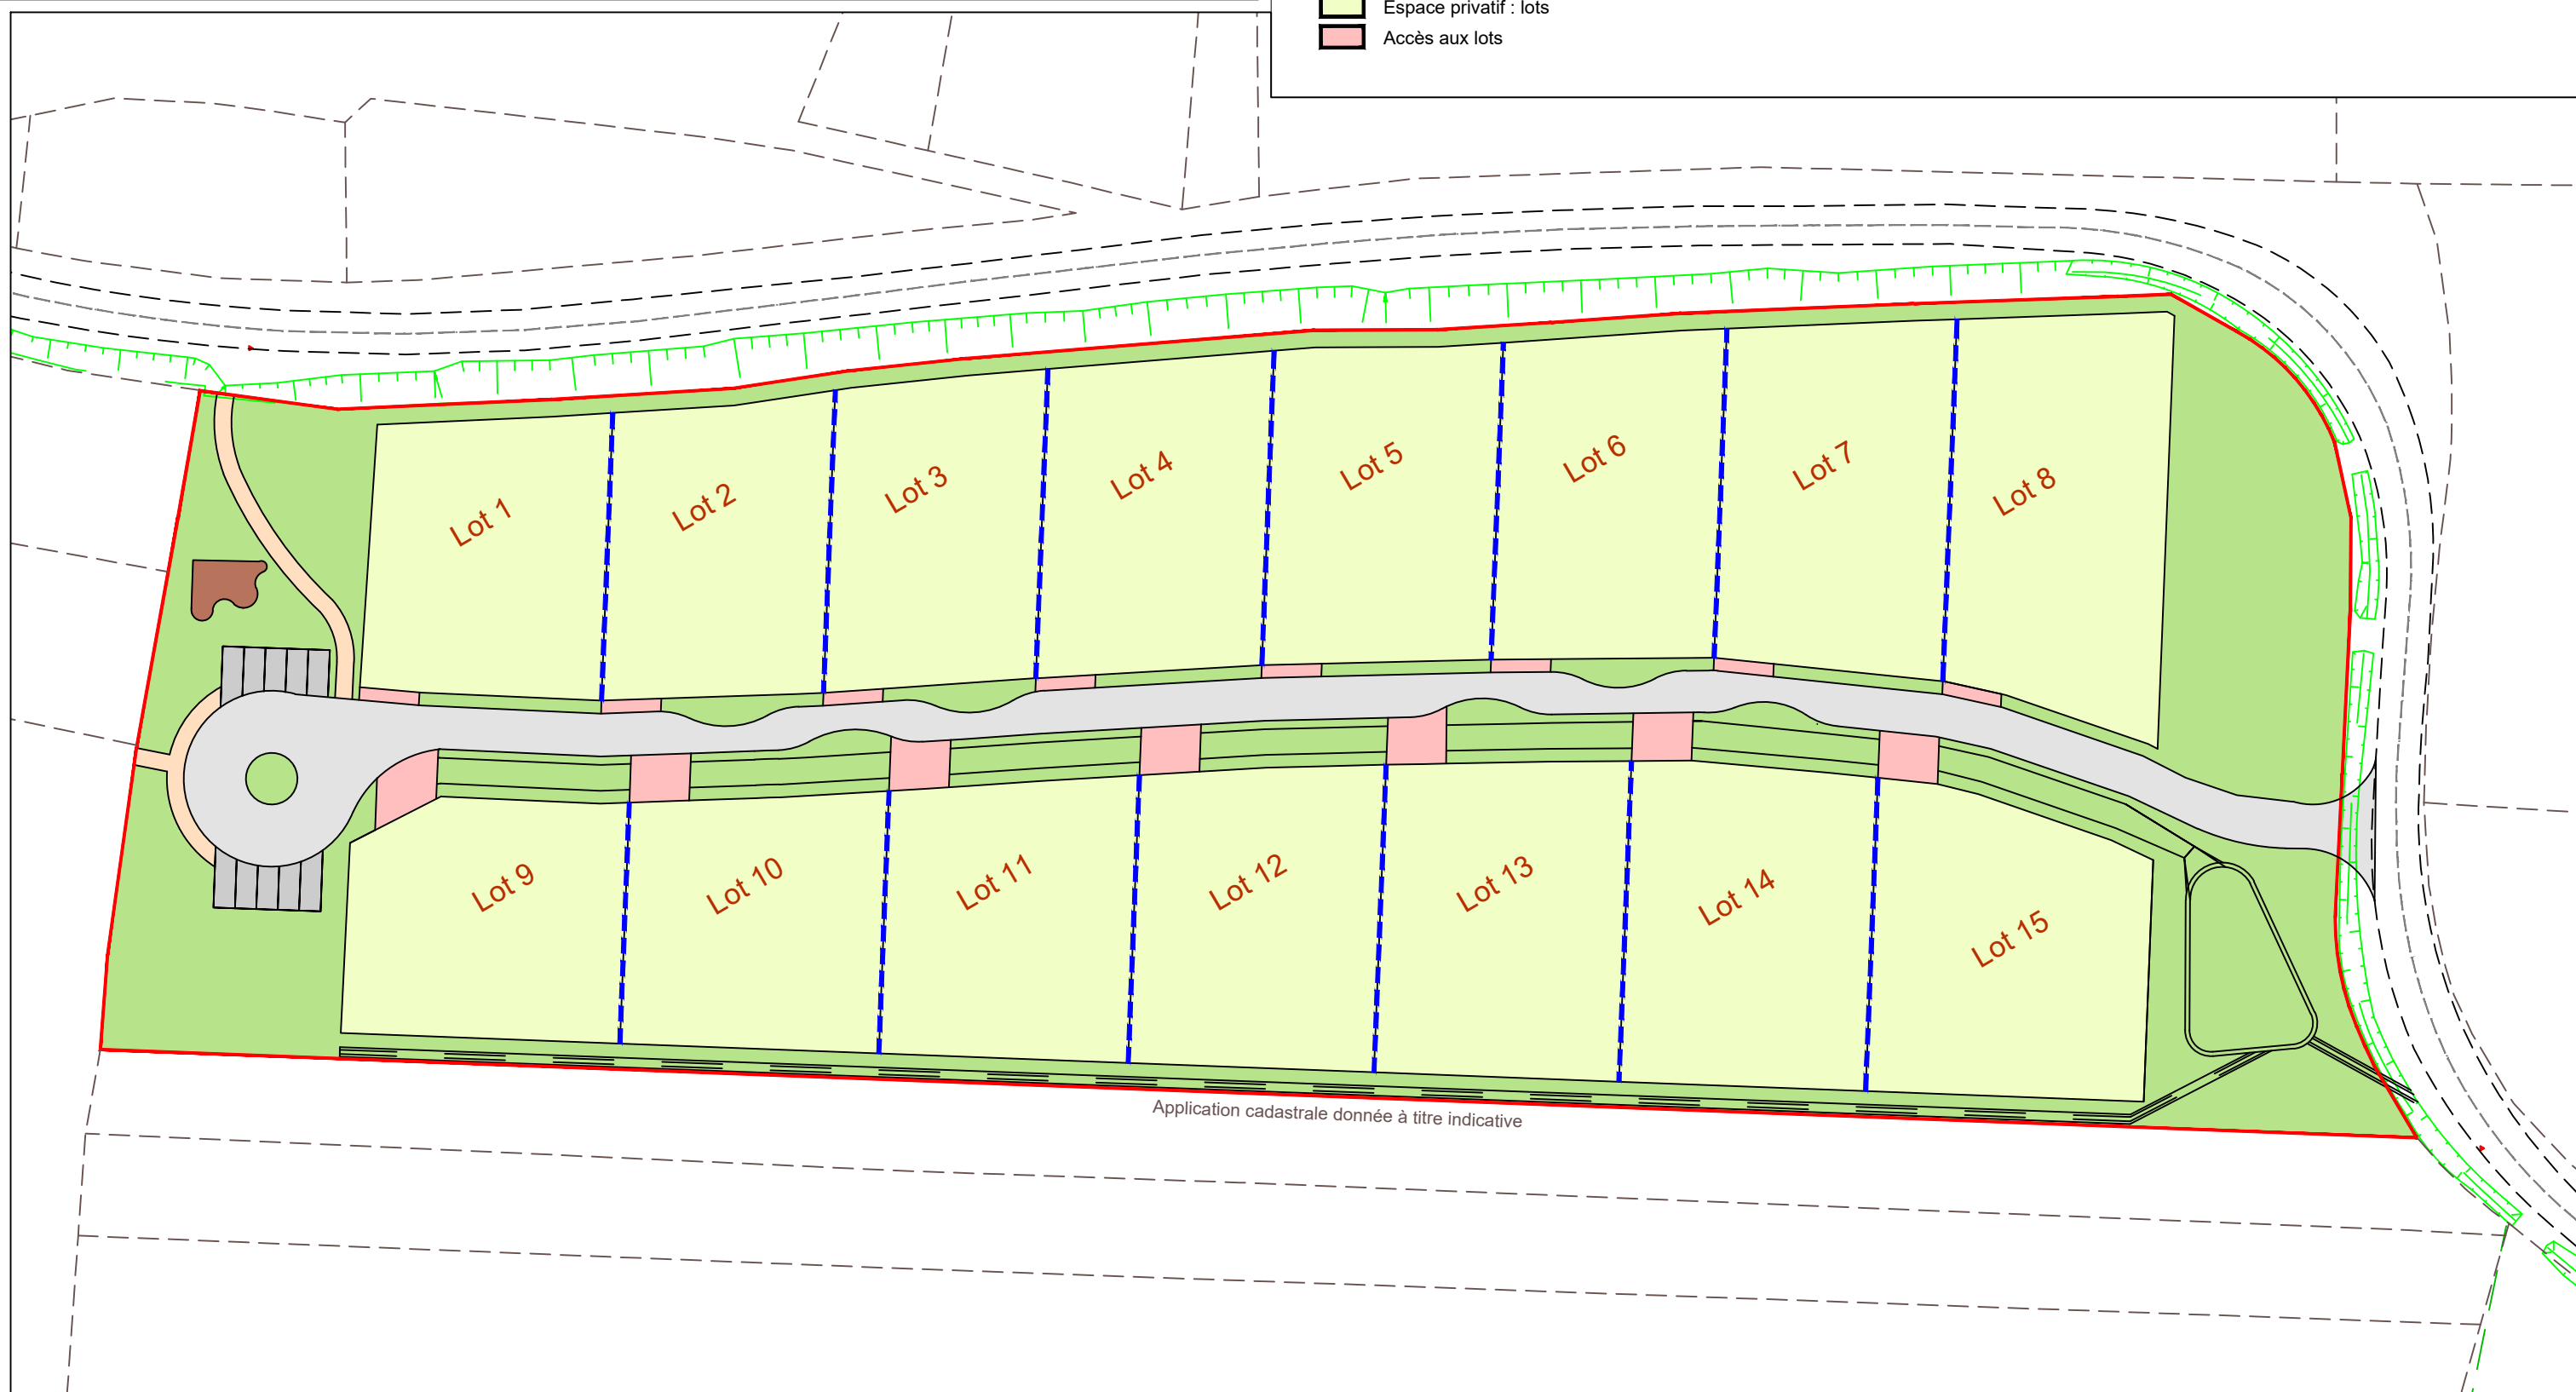 Espace privatif : lots
Accès aux lots
Lot 1
Lot 2
Lot 3
Lot 4
Lot 5
Lot 6
Lot 7
Lot 8
Lot 9
Lot 10
Lot 11
Lot 12
Lot 13
Lot 14
Lot 15
Application cadastrale donnée à titre indicative